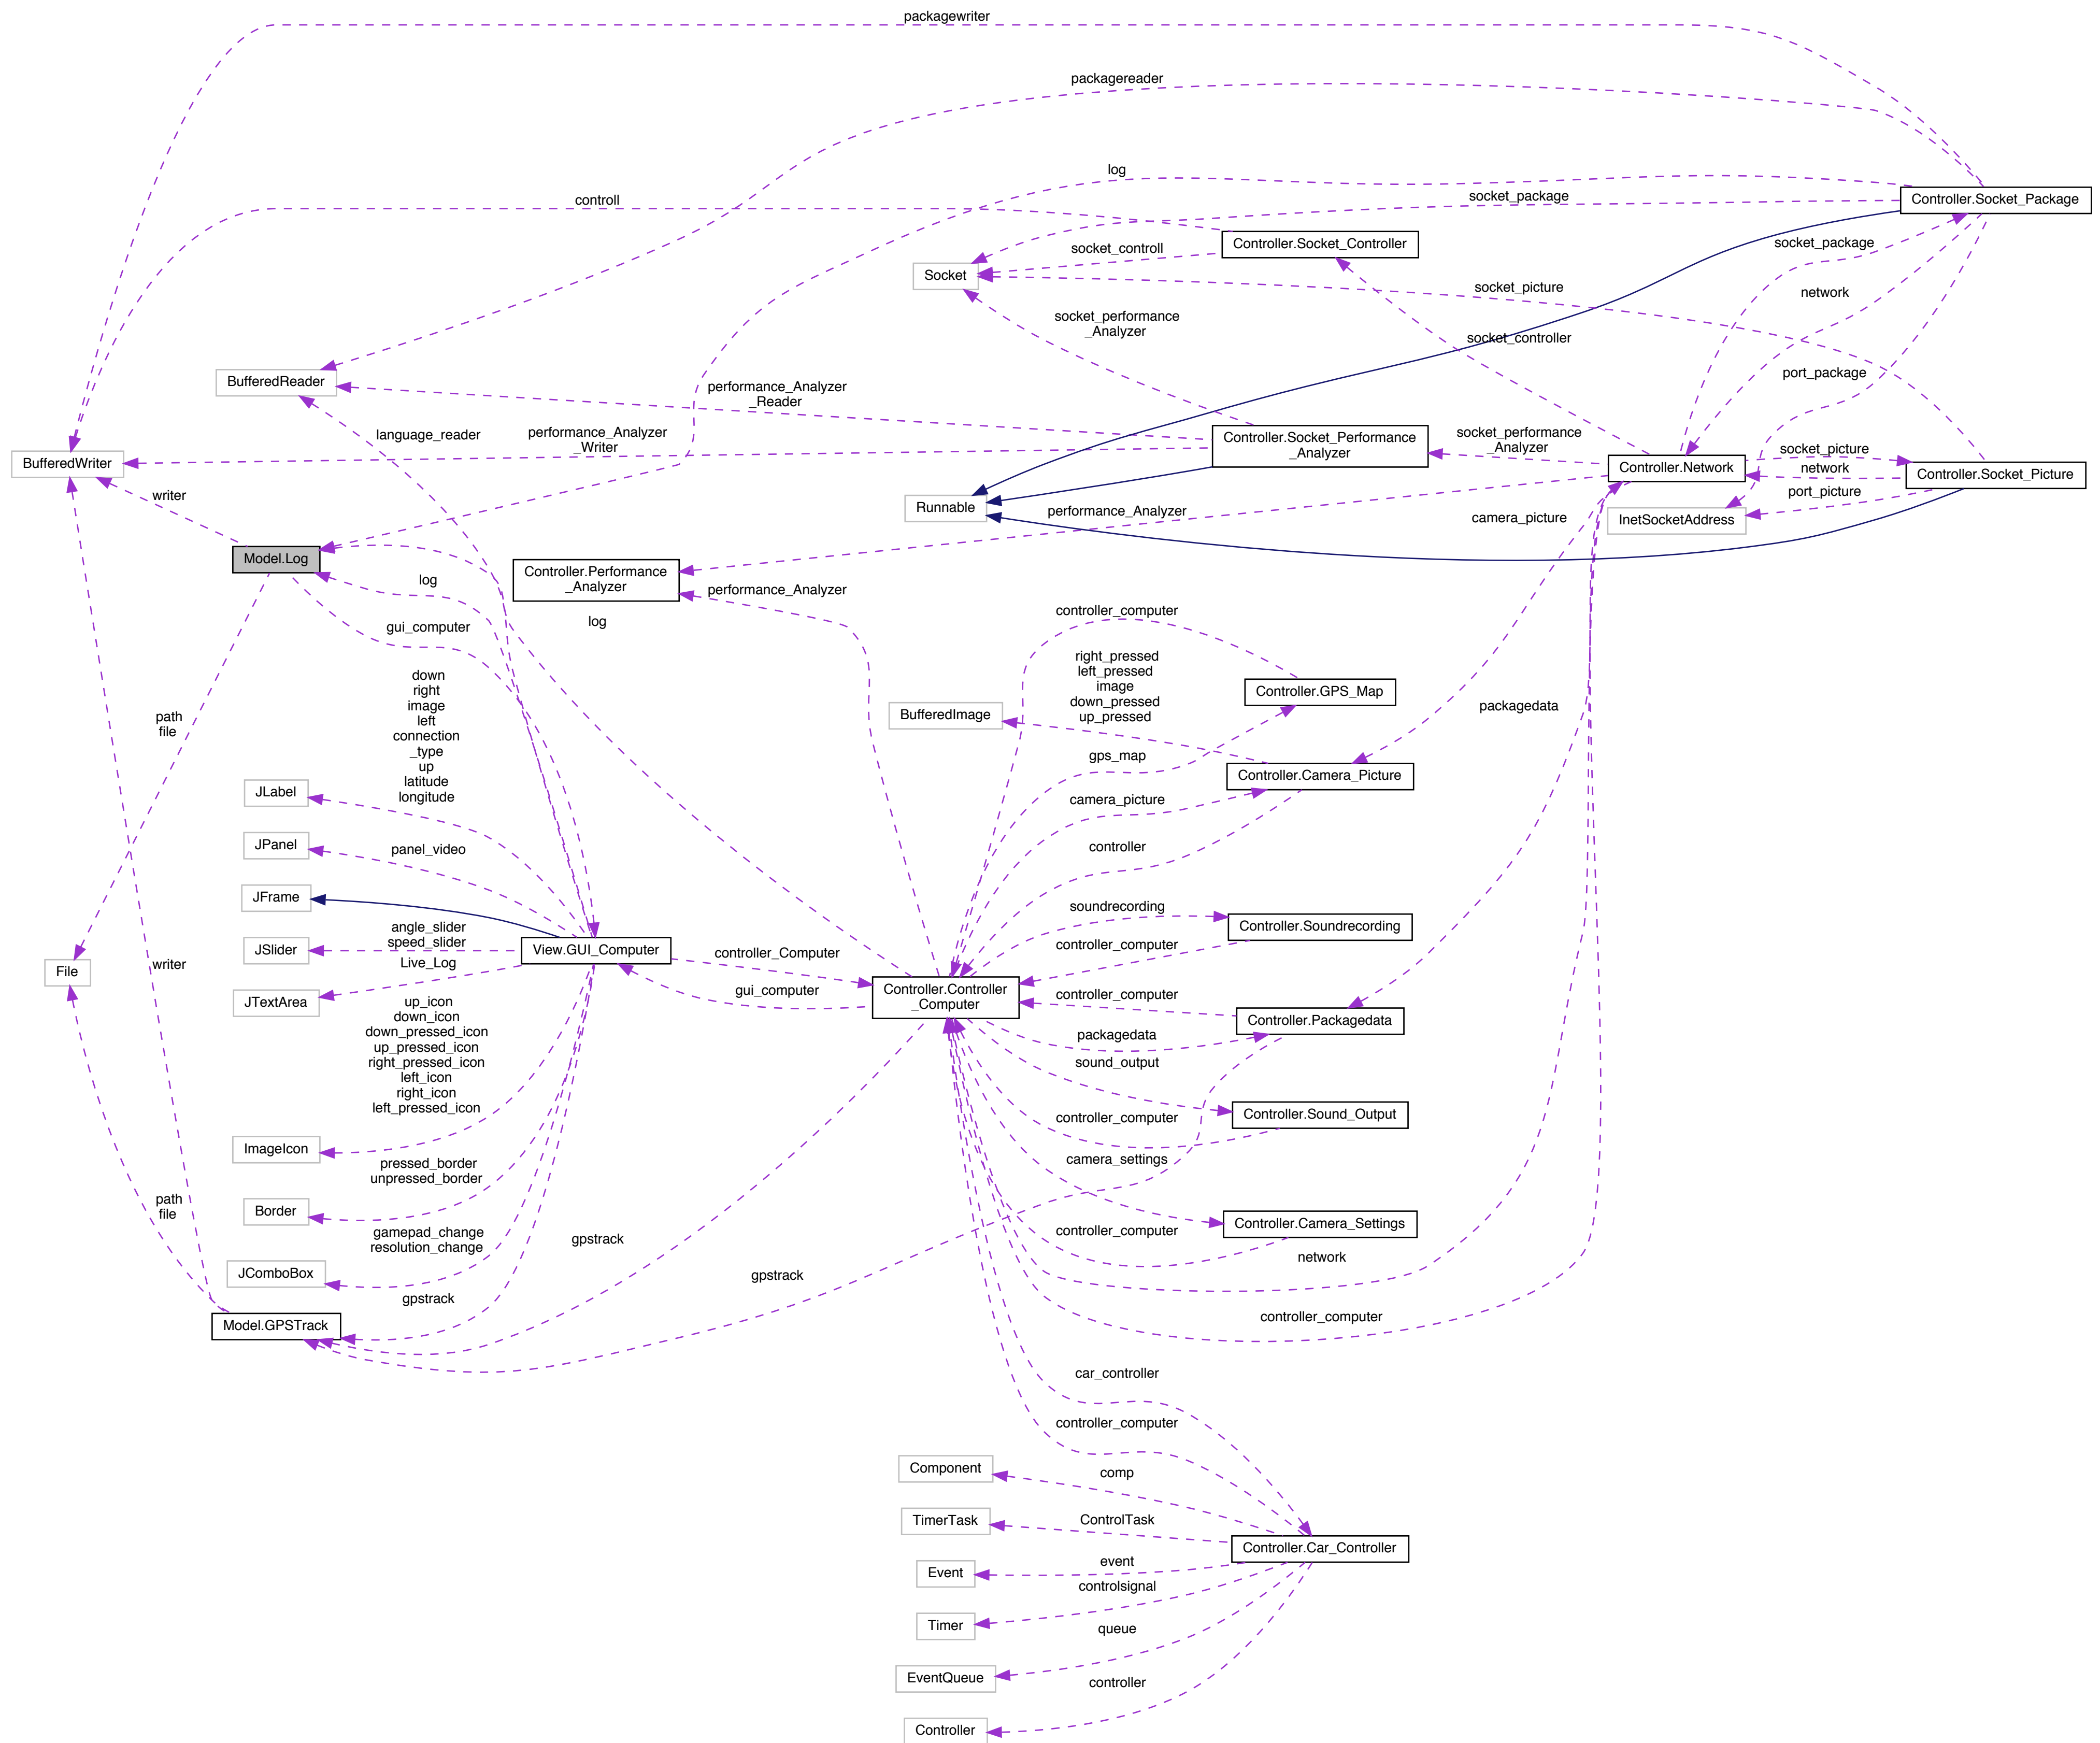 packagewriter
packagereader
log
controll
socket_package
Controller.Socket_Package
Controller.Socket_Controller
socket_package
socket_controll
Socket
socket_picture
network
socket_performance
_Analyzer
socket_controller
BufferedReader
performance_Analyzer
_Reader
port_package
language_reader
performance_Analyzer
_Writer
Controller.Socket_Performance
_Analyzer
socket_performance
_Analyzer
socket_picture
BufferedWriter
Controller.Network
network
Controller.Socket_Picture
writer
port_picture
Runnable
performance_Analyzer
camera_picture
InetSocketAddress
Model.Log
log
Controller.Performance
_Analyzer
performance_Analyzer
controller_computer
log
gui_computer
right_pressed
left_pressed
image
down_pressed
up_pressed
Controller.GPS_Map
down
right
image
left
connection
_type
up
latitude
longitude
BufferedImage
packagedata
path
file
gps_map
Controller.Camera_Picture
JLabel
camera_picture
JPanel
panel_video
controller
JFrame
soundrecording
Controller.Soundrecording
angle_slider
speed_slider
JSlider
View.GUI_Computer
controller_Computer
controller_computer
Live_Log
File
writer
JTextArea
gui_computer
Controller.Controller
_Computer
controller_computer
Controller.Packagedata
up_icon
down_icon
down_pressed_icon
up_pressed_icon
right_pressed_icon
left_icon
right_icon
left_pressed_icon
packagedata
sound_output
controller_computer
Controller.Sound_Output
ImageIcon
pressed_border
unpressed_border
camera_settings
path
file
Border
Controller.Camera_Settings
controller_computer
gamepad_change
resolution_change
gpstrack
network
JComboBox
gpstrack
gpstrack
Model.GPSTrack
controller_computer
car_controller
controller_computer
Component
comp
TimerTask
ControlTask
Controller.Car_Controller
Event
event
controlsignal
Timer
queue
EventQueue
controller
Controller